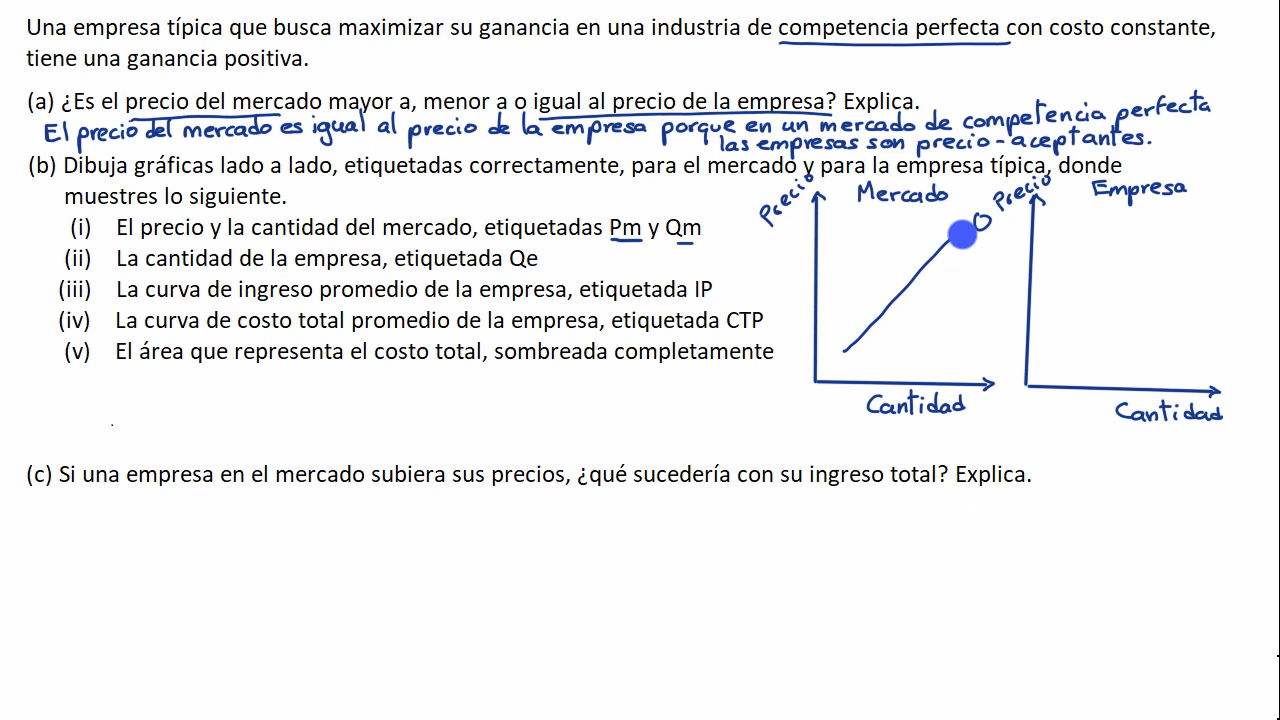 Una empresa típica que busca maximizar su ganancia en una industria de competencia perfecta con costo constante,
tiene una ganancia positiva.
(a) ¿Es el precio del mercado mayor a, menor a o igual al precio de la empresa? Explica.
El precio del mercado es igual al precio de la empresa porque en un mercado de competencia perfecta
las empresas son precio-aceptantes.
(b) Dibuja gráficas lado a lado, etiquetadas correctamente, para el mercado y para la empresa típica, donde
muestres lo siguiente.
(i) El precio y la cantidad del mercado, etiquetadas Pm y Qm
(ii) La cantidad de la empresa, etiquetada Qe
(iii) La curva de ingreso promedio de la empresa, etiquetada IP
(iv) La curva de costo total promedio de la empresa, etiquetada CTP
(v) El área que representa el costo total, sombreada completamente
Precio
Mercado
O
Cantidad
Precio
Empresa
Cantidad
(c) Si una empresa en el mercado subiera sus precios, ¿qué sucedería con su ingreso total? Explica.